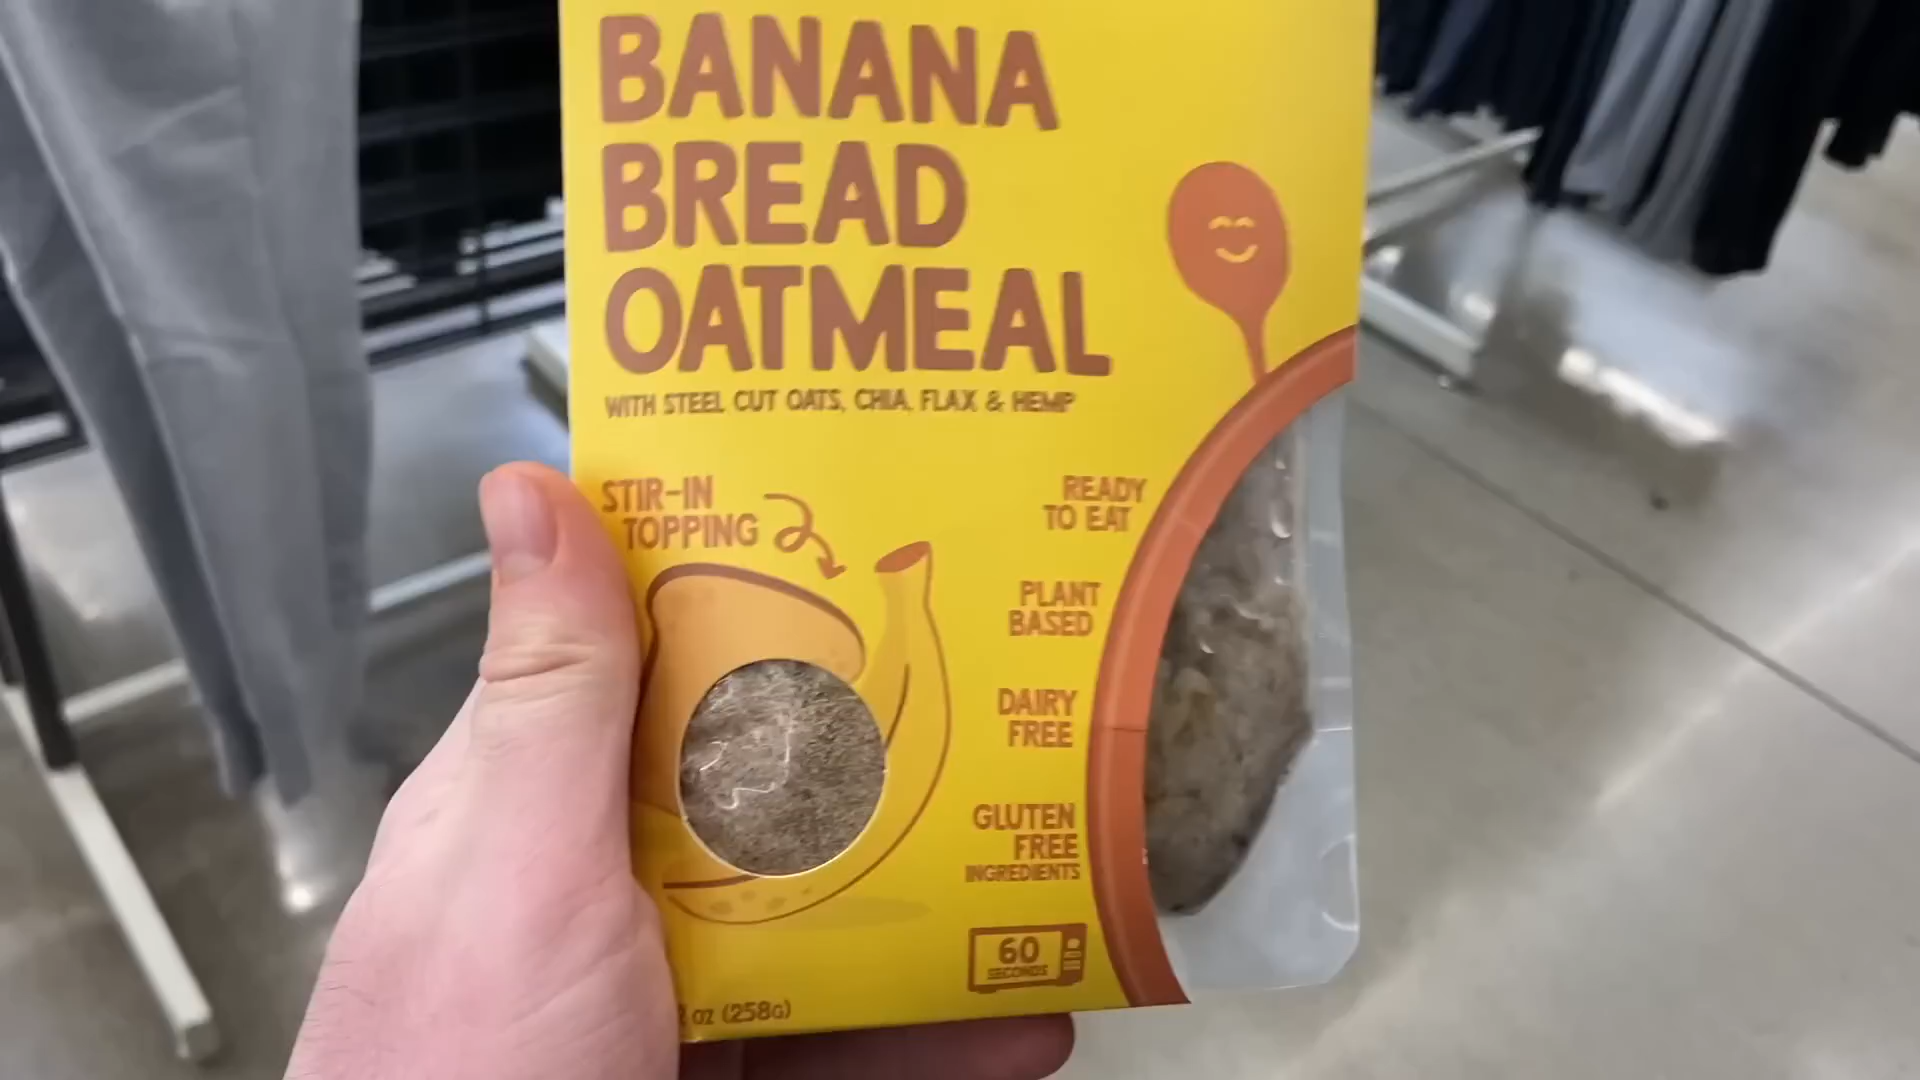 BANANA
BREAD
OATMEAL
WITH STEEL CUT OATS, CHIA, FLAX & HEMP
STIR-IN
TOPPING
READY
TO EAT
PLANT
BASED
DAIRY
FREE
GLUTEN
FREE
INGREDIENTS
60
SECONDS
oz (258g)